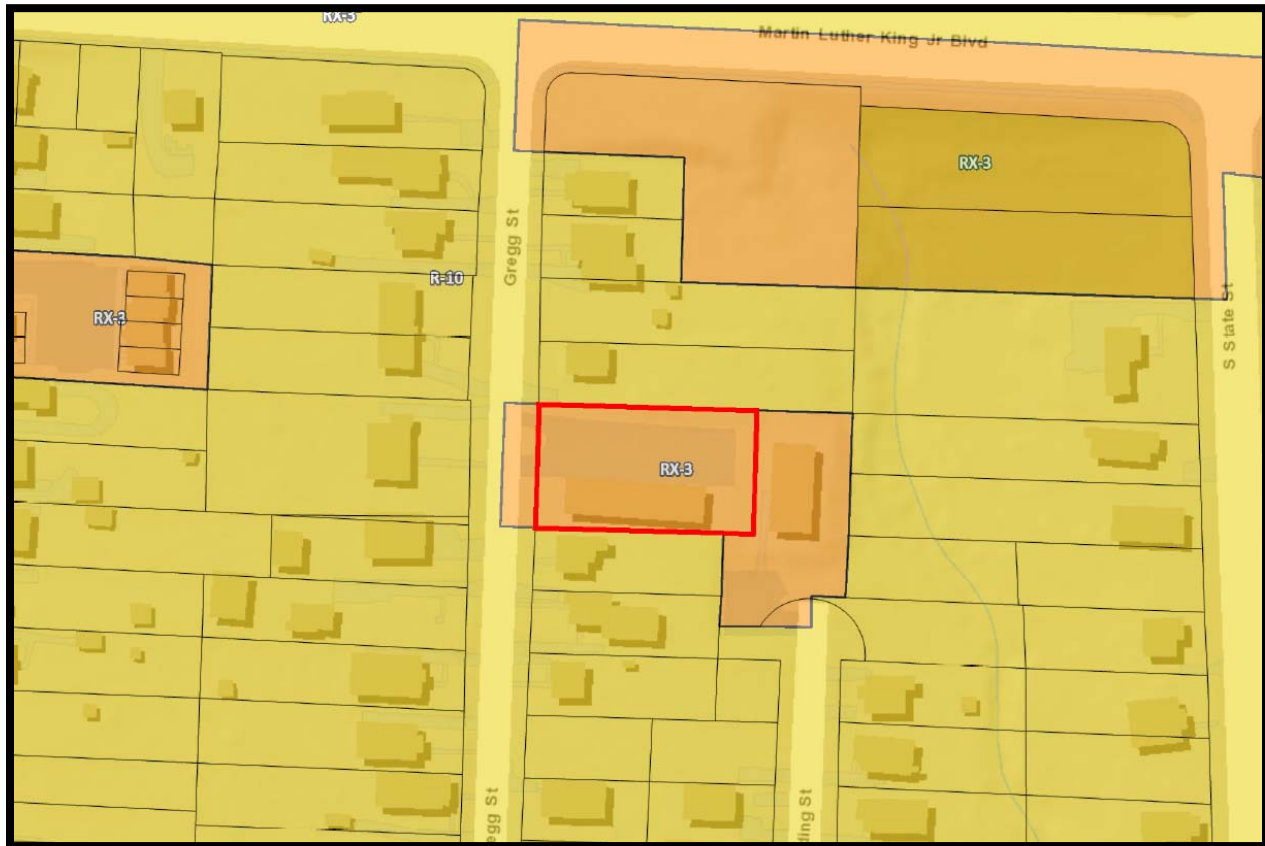 RX-3
Martin Luther King Jr Blvd
RX-3
Gregg St
R-10
S State St
RX-3
RX-3
egg St
ding St